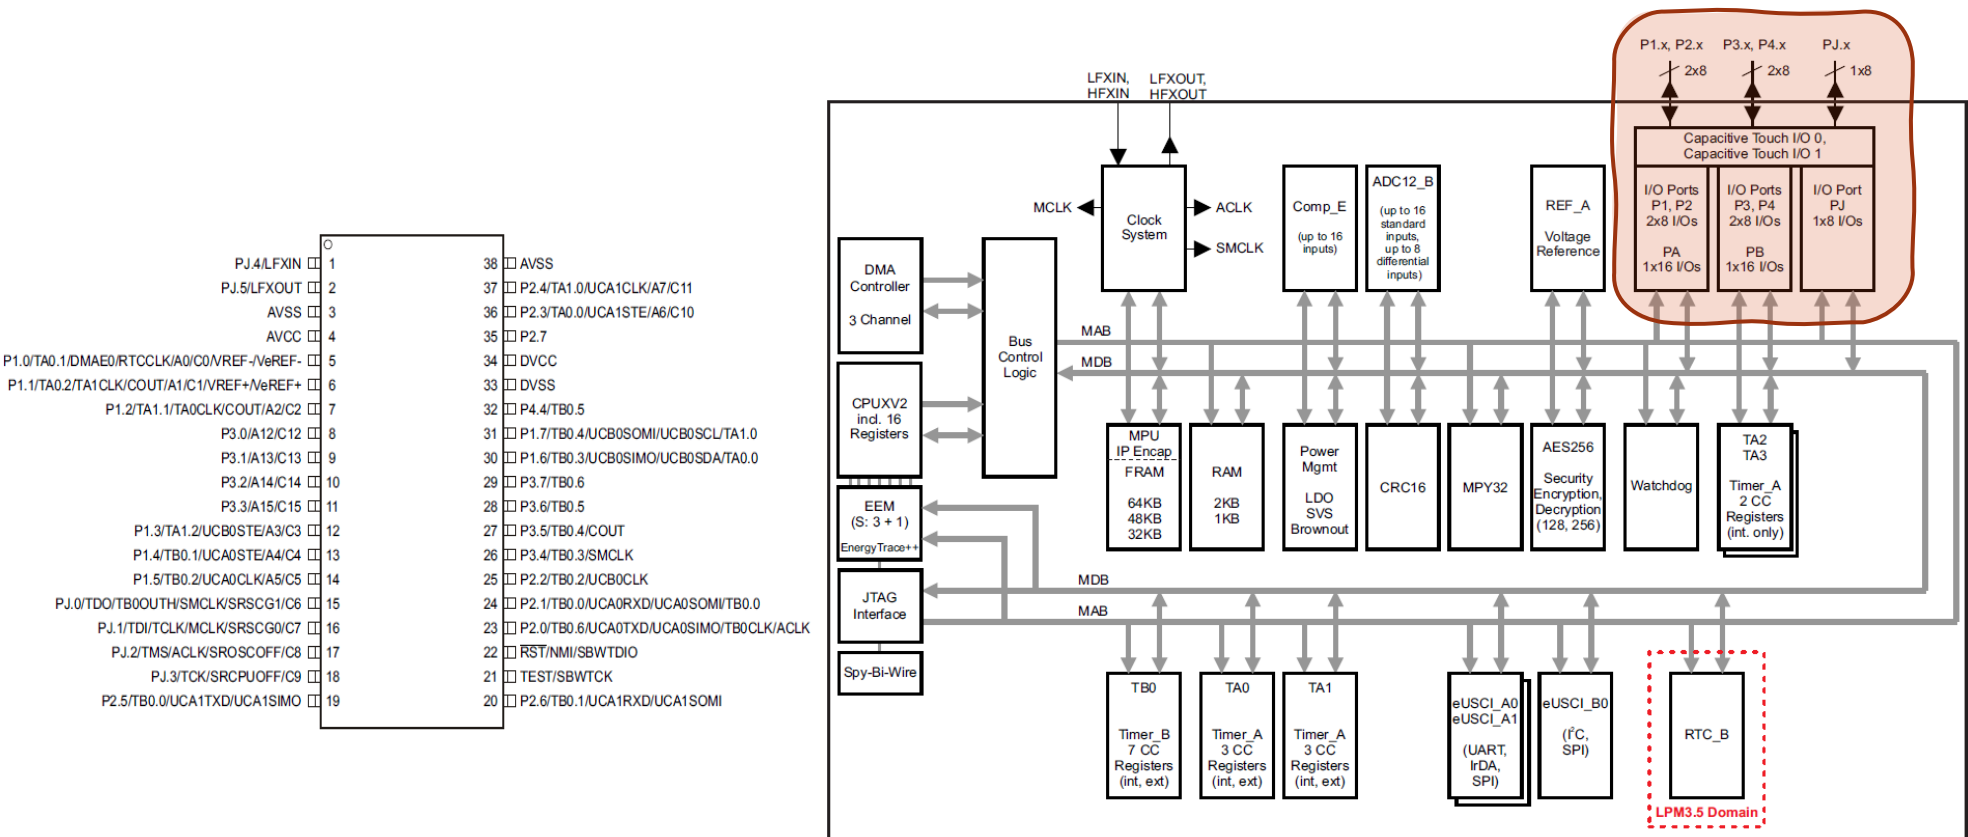 PJ.4/LFXIN 1
PJ.5/LFXOUT 2
AVSS 3
AVCC 4
P1.0/TA0.1/DMAE0/RTCCLK/A0/C0/VREF-/VeREF- 5
P1.1/TA0.2/TA1CLK/COUT/A1/C1/VREF+/VeREF+ 6
P1.2/TA1.1/TA0CLK/COUT/A2/C2 7
P3.0/A12/C12 8
P3.1/A13/C13 9
P3.2/A14/C14 10
P3.3/A15/C15 11
P1.3/TA1.2/UCB0STE/A3/C3 12
P1.4/TB0.1/UCA0STE/A4/C4 13
P1.5/TB0.2/UCA0CLK/A5/C5 14
PJ.0/TDO/TB0OUTH/SMCLK/SRSCG1/C6 15
PJ.1/TDI/TCLK/MCLK/SRSCG0/C7 16
PJ.2/TMS/ACLK/SROSCOFF/C8 17
PJ.3/TCK/SRCPUOFF/C9 18
P2.5/TB0.0/UCA1TXD/UCA1SIMO 19
38 AVSS
37 P2.4/TA1.0/UCA1CLK/A7/C11
36 P2.3/TA0.0/UCA1STE/A6/C10
35 P2.7
34 DVCC
33 DVSS
32 P4.4/TB0.5
31 P1.7/TB0.4/UCB0SOMI/UCB0SCL/TA1.0
30 P1.6/TB0.3/UCB0SIMO/UCB0SDA/TA0.0
29 P3.7/TB0.6
28 P3.6/TB0.5
27 P3.5/TB0.4/COUT
26 P3.4/TB0.3/SMCLK
25 P2.2/TB0.2/UCB0CLK
24 P2.1/TB0.0/UCA0RXD/UCA0SOMI/TB0.0
23 P2.0/TB0.6/UCA0TXD/UCA0SIMO/TB0CLK/ACLK
22 RST/NMI/SBWTDIO
21 TEST/SBWTCK
20 P2.6/TB0.1/UCA1RXD/UCA1SOMI
LFXIN,
HFXIN
LFXOUT,
HFXOUT
P1.x, P2.x
2x8
P3.x, P4.x
2x8
PJ.x
1x8
Capacitive Touch I/O 0,
Capacitive Touch I/O 1
I/O Ports
P1, P2
2x8 I/Os
PA
1x16 I/Os
I/O Ports
P3, P4
2x8 I/Os
PB
1x16 I/Os
I/O Port
PJ
1x8 I/Os
MCLK
Clock
System
ACLK
SMCLK
Comp_E
(up to 16
inputs)
ADC12_B
(up to 16
standard
inputs,
up to 8
differential
inputs)
REF_A
Voltage
Reference
DMA
Controller
3 Channel
Bus
Control
Logic
MAB
MDB
CPUXV2
incl. 16
Registers
EEM
(S: 3 + 1)
EnergyTrace++
JTAG
Interface
Spy-Bi-Wire
MPU
IP Encap
FRAM
64KB
48KB
32KB
RAM
2KB
1KB
Power
Mgmt
LDO
SVS
Brownout
CRC16
MPY32
AES256
Security
Encryption,
Decryption
(128, 256)
Watchdog
TA2
TA3
Timer_A
2 CC
Registers
(int. only)
MDB
MAB
TB0
Timer_B
7 CC
Registers
(int, ext)
TA0
Timer_A
3 CC
Registers
(int, ext)
TA1
Timer_A
3 CC
Registers
(int, ext)
eUSCI_A0
eUSCI_A1
(UART,
IrDA,
SPI)
eUSCI_B0
(I²C,
SPI)
RTC_B
LPM3.5 Domain